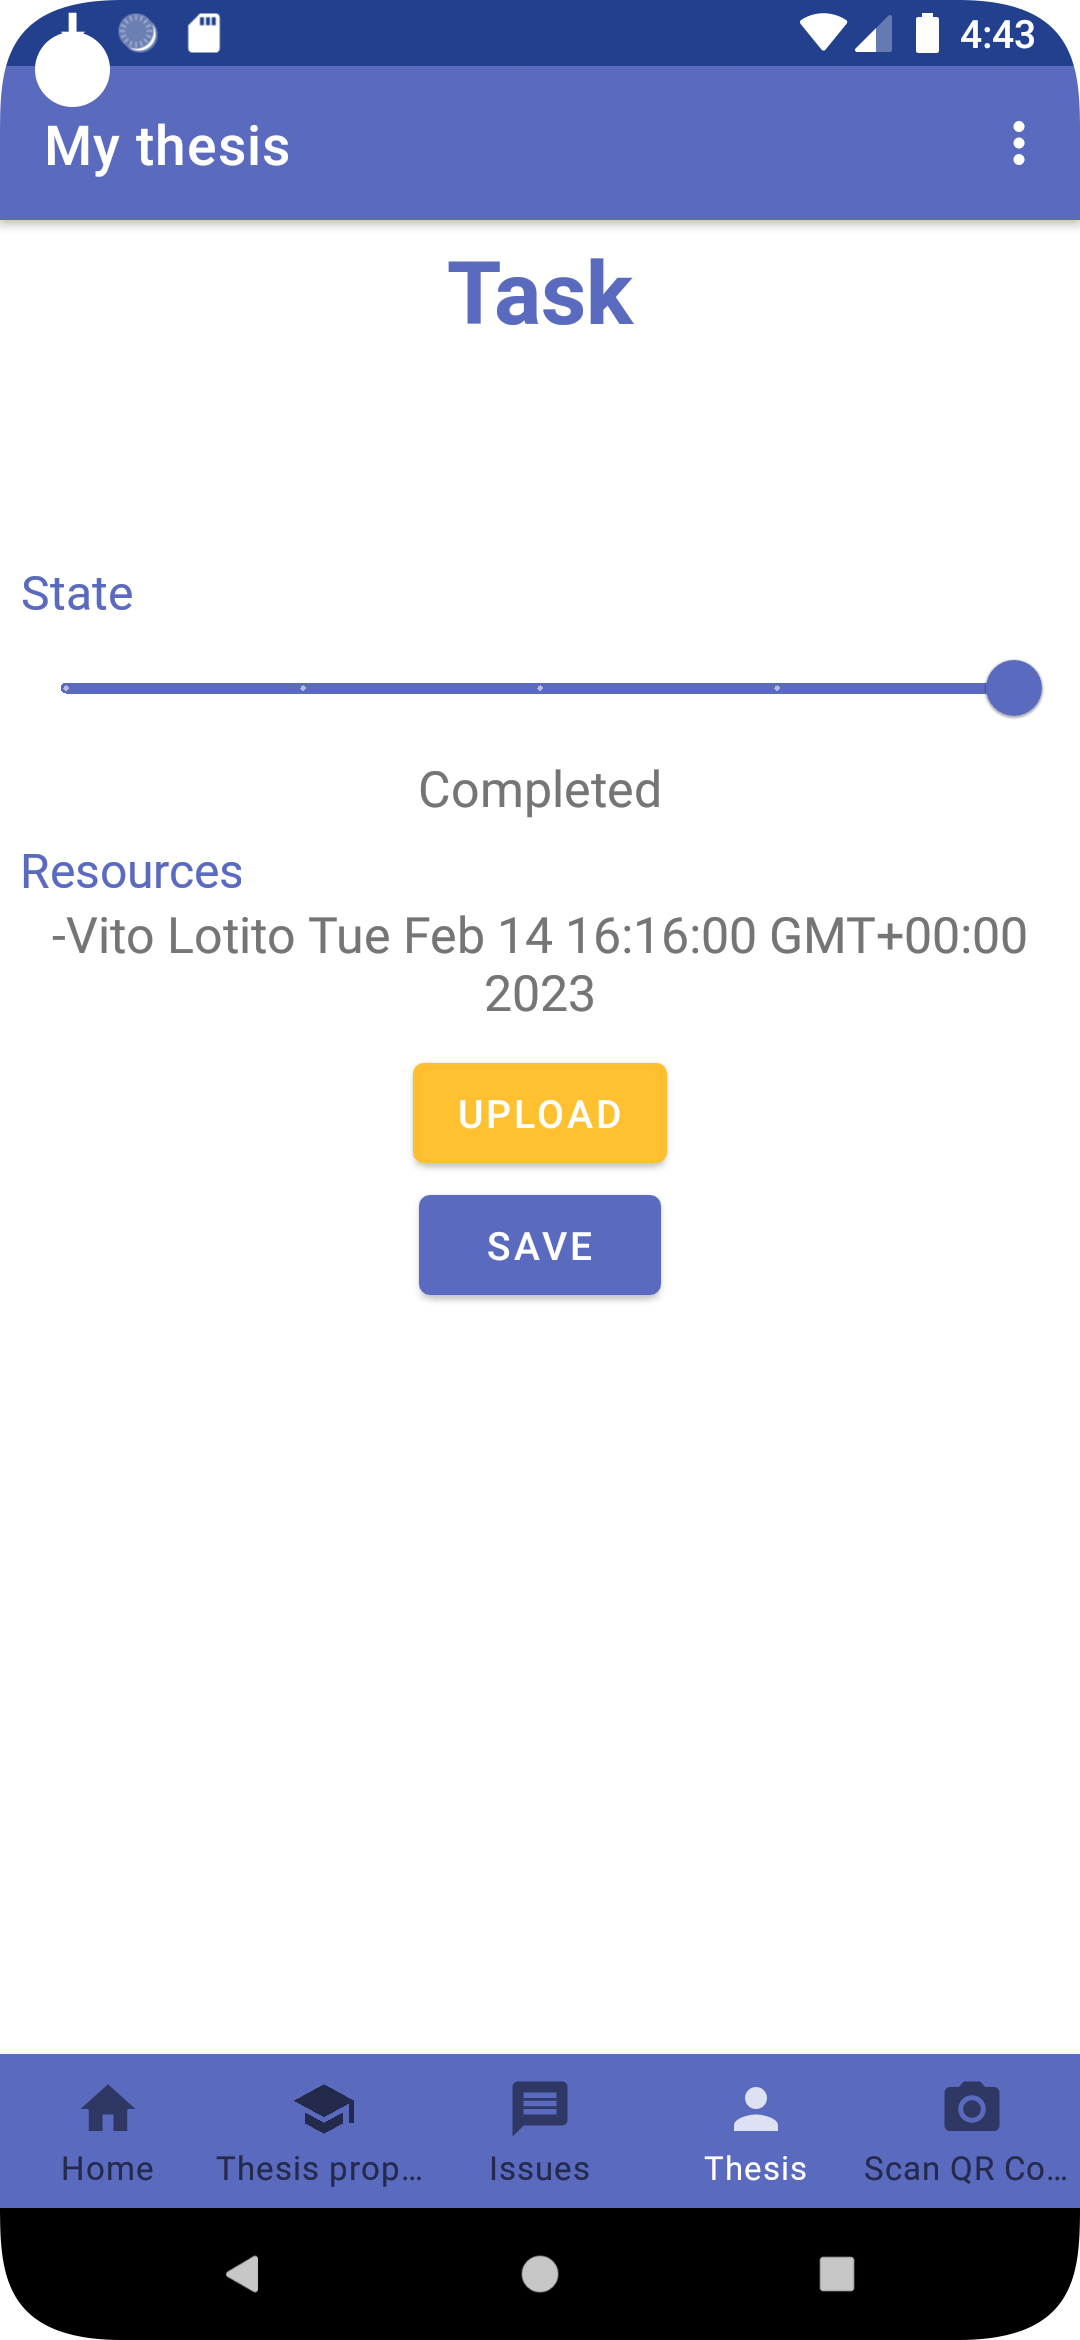 4:43
My thesis
Task
State
Completed
Resources
-Vito Lotito Tue Feb 14 16:16:00 GMT+00:00
2023
UPLOAD
SAVE
Home
Thesis prop...
Issues
Thesis
Scan QR Co...